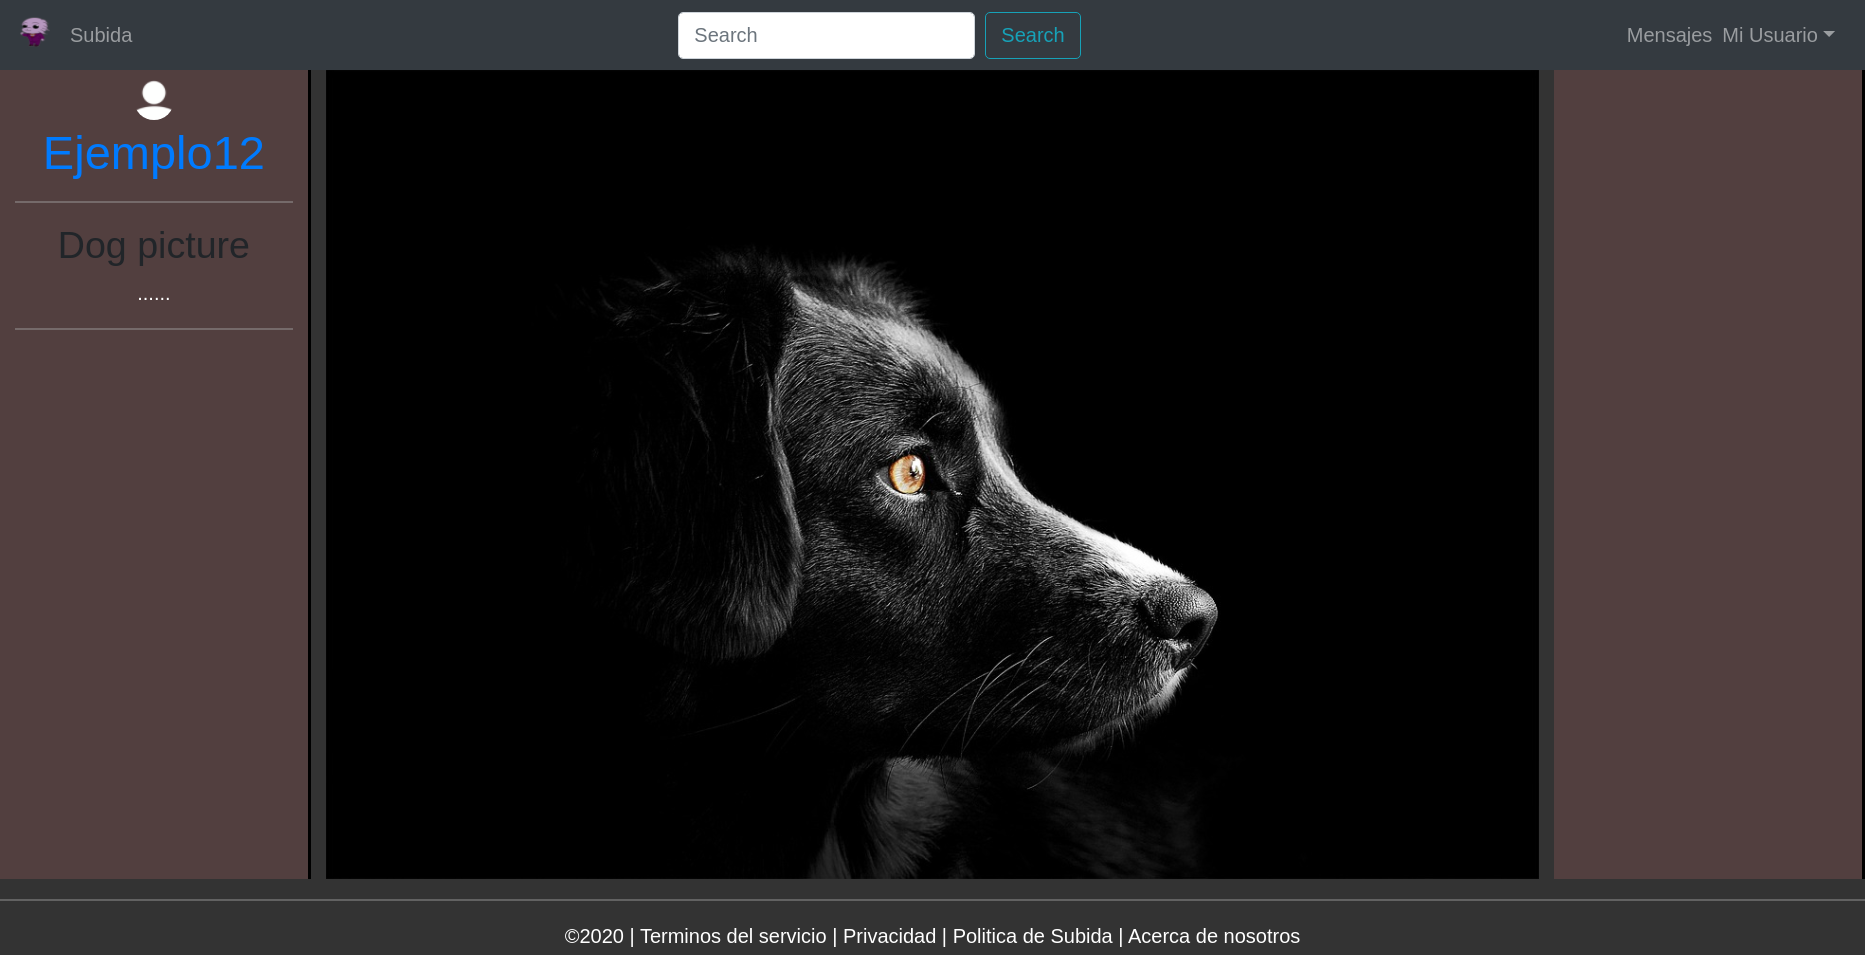 Subida
Search
Search
Mensajes
Mi Usuario
Ejemplo12
Dog picture
......
©2020 | Terminos del servicio | Privacidad | Politica de Subida | Acerca de nosotros